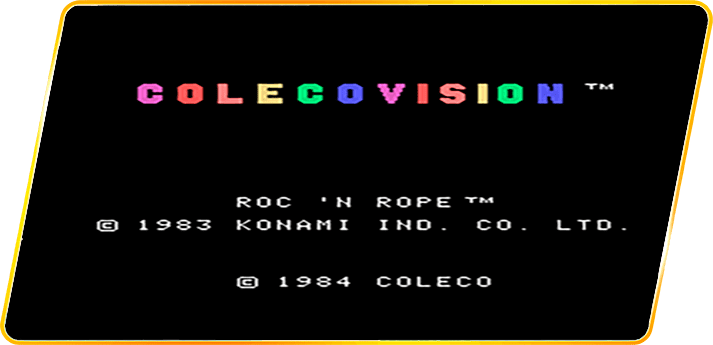 COLECOVISION™
ROC 'N ROPE™
© 1983 KONAMI IND. CO. LTD.
© 1984 COLECO